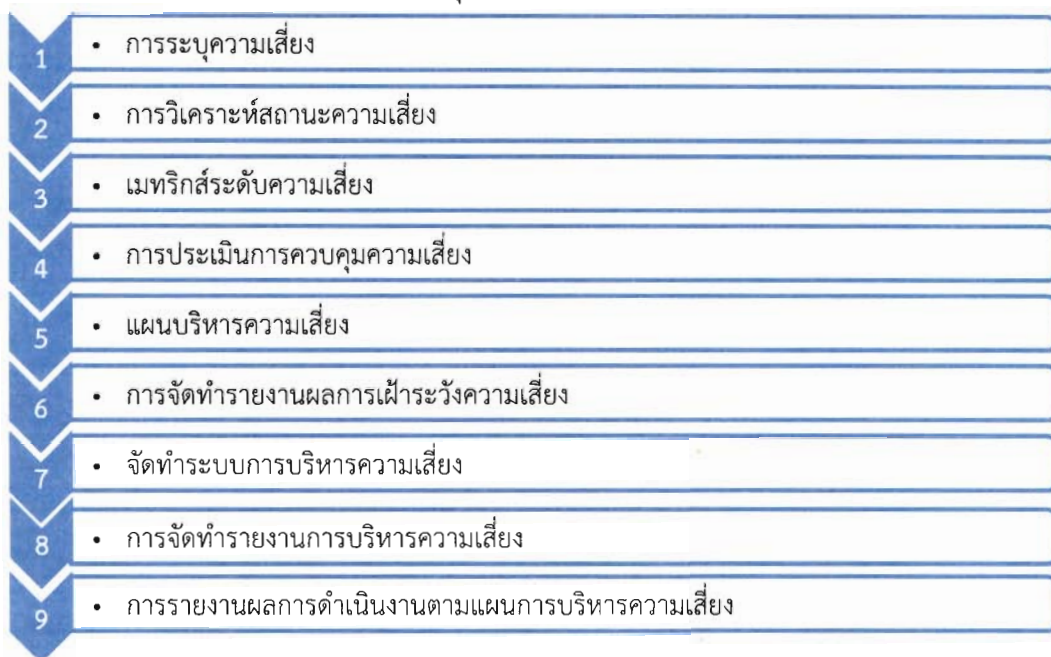 1 • การระบุความเสี่ยง
2 • การวิเคราะห์สถานะความเสี่ยง
3 • เมทริกส์ระดับความเสี่ยง
4 • การประเมินการควบคุมความเสี่ยง
5 • แผนบริหารความเสี่ยง
6 • การจัดทำรายงานผลการเฝ้าระวังความเสี่ยง
7 • จัดทำระบบการบริหารความเสี่ยง
8 • การจัดทำรายงานการบริหารความเสี่ยง
9 • การรายงานผลการดำเนินงานตามแผนการบริหารความเสี่ยง